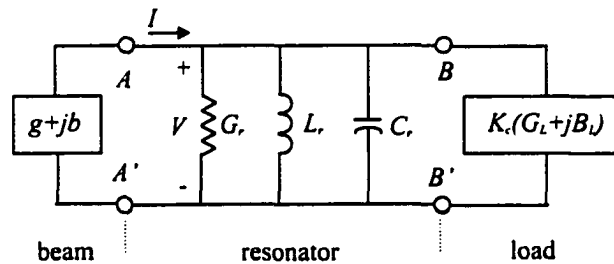 I
A
+
B
g+jb
V
G_r
L_r
C_r
K_c(G_L+jB_L)
A'
-
B'
beam
resonator
load